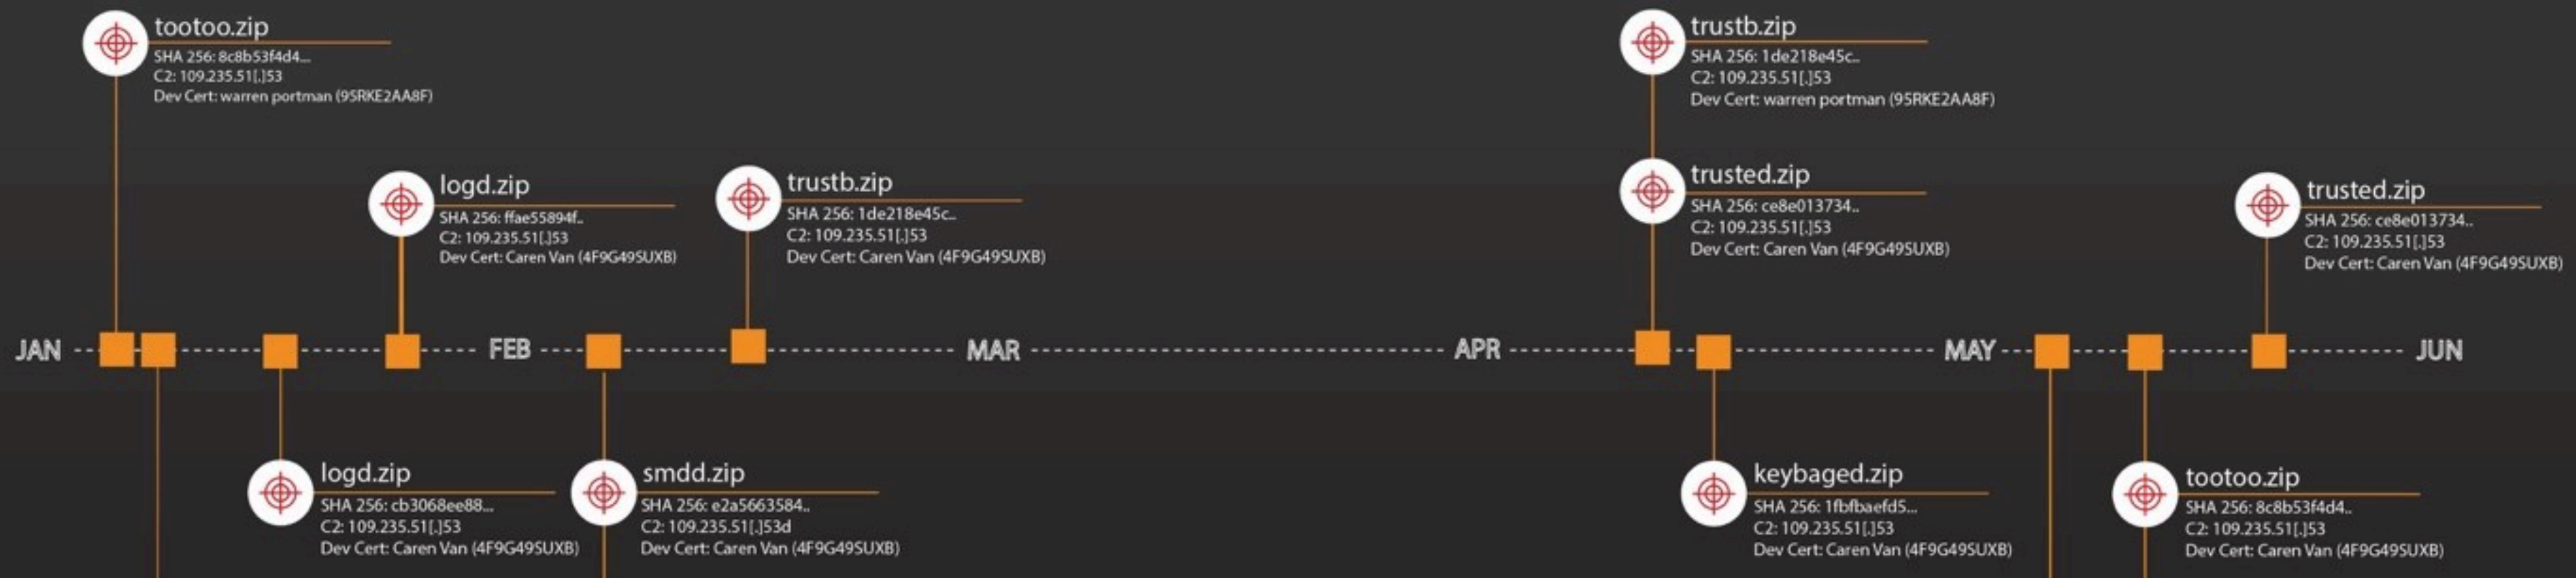 tootoo.zip
SHA 256: 8c8b53f4d4...
C2: 109.235.51[.]53
Dev Cert: warren portman (95RKE2AA8F)
trustb.zip
SHA 256: 1de218e45c..
C2: 109.235.51[.]53
Dev Cert: warren portman (95RKE2AA8F)
logd.zip
SHA 256: ffae55894f..
C2: 109.235.51[.]53
Dev Cert: Caren Van (4F9G49SUXB)
trustb.zip
SHA 256: 1de218e45c..
C2: 109.235.51[.]53
Dev Cert: Caren Van (4F9G49SUXB)
trusted.zip
SHA 256: ce8e013734..
C2: 109.235.51[.]53
Dev Cert: Caren Van (4F9G49SUXB)
trusted.zip
SHA 256: ce8e013734..
C2: 109.235.51[.]53
Dev Cert: Caren Van (4F9G49SUXB)
JAN FEB MAR APR MAY JUN
logd.zip
SHA 256: cb3068ee88...
C2: 109.235.51[.]53
Dev Cert: Caren Van (4F9G49SUXB)
smdd.zip
SHA 256: e2a5663584..
C2: 109.235.51[.]53d
Dev Cert: Caren Van (4F9G49SUXB)
keybaged.zip
SHA 256: 1fbfbaefd5...
C2: 109.235.51[.]53
Dev Cert: Caren Van (4F9G49SUXB)
tootoo.zip
SHA 256: 8c8b53f4d4..
C2: 109.235.51[.]53
Dev Cert: Caren Van (4F9G49SUXB)